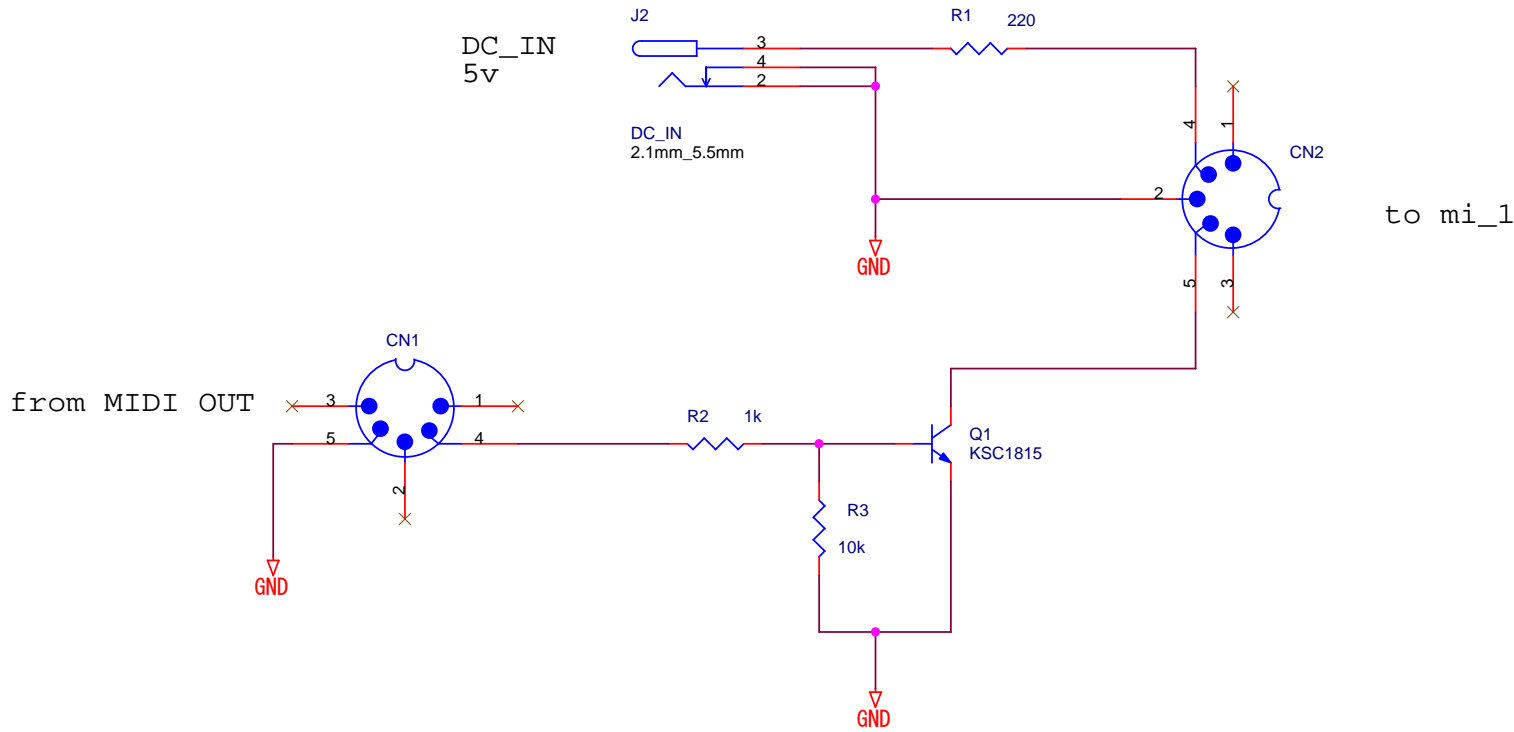 J2
R1
220
DC_IN
5v
3
4
2
DC_IN
2.1mm_5.5mm
4
1
CN2
2
to mi_1
GND
5
3
CN1
from MIDI OUT
3
1
5
4
2
R2
1k
Q1
KSC1815
R3
10k
GND
GND